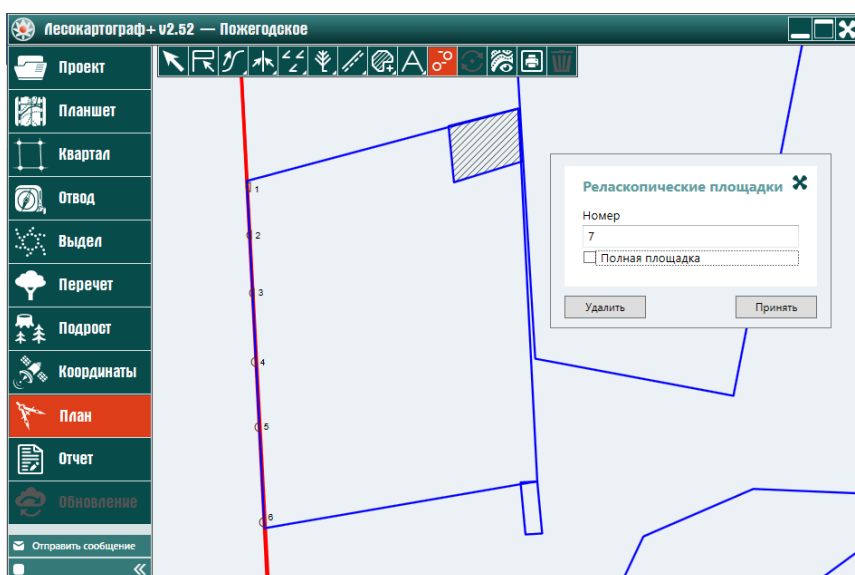 Лесокартограф+ v2.52 — Пожегодское
Проект
Планшет
Квартал
Отвод
Выдел
Перечет
Подрост
Координаты
План
Отчет
Обновление
Отправить сообщение
1
2
3
4
5
6
Реласкопические площадки
Номер
7
Полная площадка
Удалить
Принять